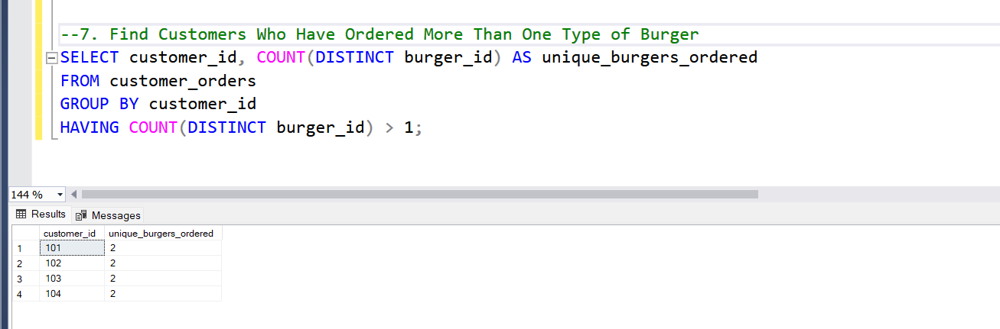 --7. Find Customers Who Have Ordered More Than One Type of Burger
SELECT customer_id, COUNT(DISTINCT burger_id) AS unique_burgers_ordered
FROM customer_orders
GROUP BY customer_id
HAVING COUNT(DISTINCT burger_id) > 1;
144 %
Results Messages
customer_id unique_burgers_ordered
1 101 2
2 102 2
3 103 2
4 104 2